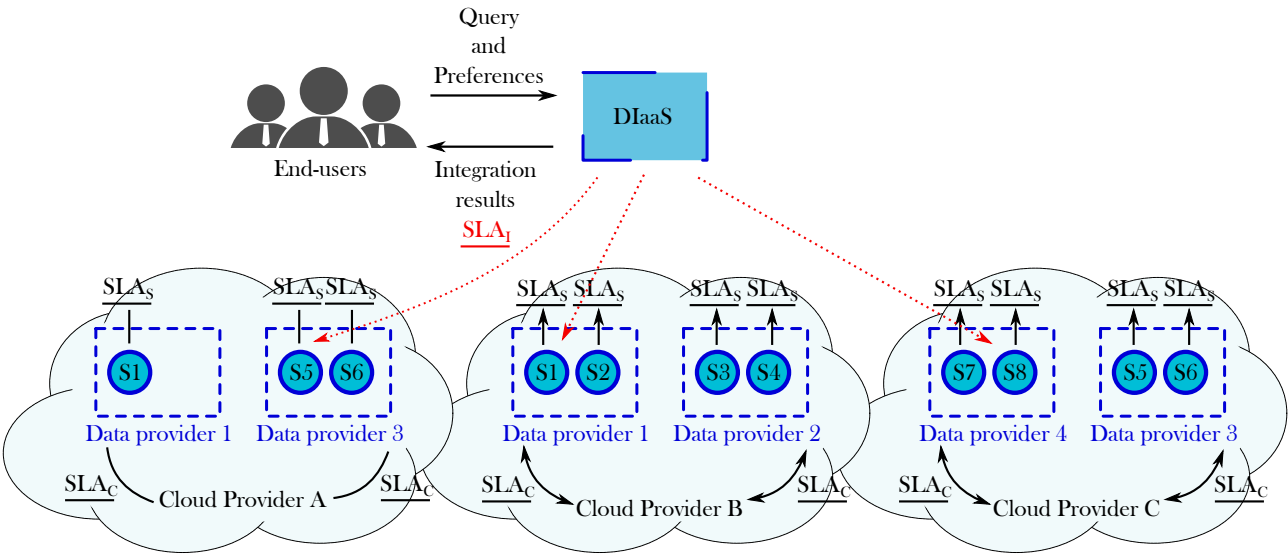 Query
and
Preferences
DIaaS
End-users
Integration
results
SLA_I
SLA_S SLA_S SLA_S
S1 S5 S6
Data provider 1 Data provider 3
SLA_C SLA_C
Cloud Provider A
SLA_S SLA_S SLA_S SLA_S
S1 S2 S3 S4
Data provider 1 Data provider 2
SLA_C SLA_C
Cloud Provider B
SLA_S SLA_S SLA_S SLA_S
S7 S8 S5 S6
Data provider 4 Data provider 3
SLA_C SLA_C
Cloud Provider C